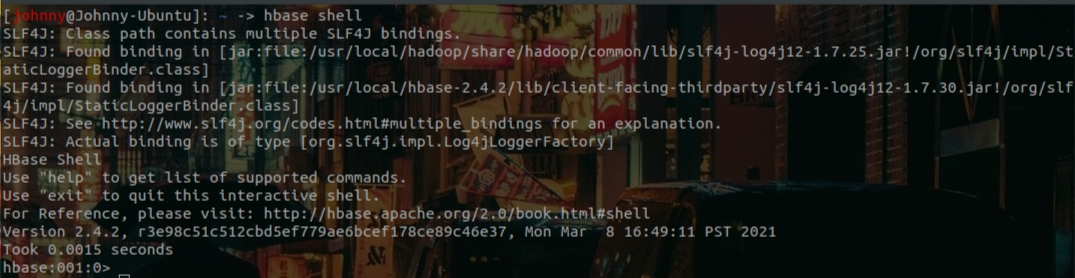 [johnny@Johnny-Ubuntu]: ~ -> hbase shell
SLF4J: Class path contains multiple SLF4J bindings.
SLF4J: Found binding in [jar:file:/usr/local/hadoop/share/hadoop/common/lib/slf4j-log4j12-1.7.25.jar!/org/slf4j/impl/St
aticLoggerBinder.class]
SLF4J: Found binding in [jar:file:/usr/local/hbase-2.4.2/lib/client-facing-thirdparty/slf4j-log4j12-1.7.30.jar!/org/slf
4j/impl/StaticLoggerBinder.class]
SLF4J: See http://www.slf4j.org/codes.html#multiple_bindings for an explanation.
SLF4J: Actual binding is of type [org.slf4j.impl.Log4jLoggerFactory]
HBase Shell
Use "help" to get list of supported commands.
Use "exit" to quit this interactive shell.
For Reference, please visit: http://hbase.apache.org/2.0/book.html#shell
Version 2.4.2, r3e98c51c512cbd5ef779ae6bcef178ce89c46e37, Mon Mar  8 16:49:11 PST 2021
Took 0.0015 seconds
hbase:001:0>